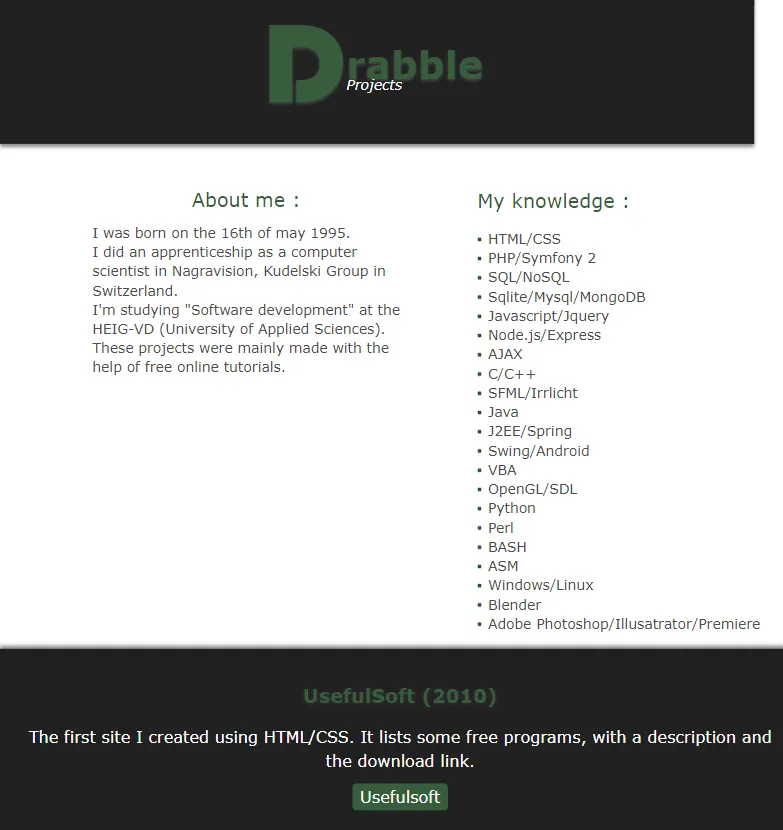 Drabble
Projects
About me :
I was born on the 16th of may 1995.
I did an apprenticeship as a computer
scientist in Nagravision, Kudelski Group in
Switzerland.
I'm studying "Software development" at the
HEIG-VD (University of Applied Sciences).
These projects were mainly made with the
help of free online tutorials.
My knowledge :
• HTML/CSS
• PHP/Symfony 2
• SQL/NoSQL
• Sqlite/Mysql/MongoDB
• Javascript/Jquery
• Node.js/Express
• AJAX
• C/C++
• SFML/Irrlicht
• Java
• J2EE/Spring
• Swing/Android
• VBA
• OpenGL/SDL
• Python
• Perl
• BASH
• ASM
• Windows/Linux
• Blender
• Adobe Photoshop/Illusatrator/Premiere
UsefulSoft (2010)
The first site I created using HTML/CSS. It lists some free programs, with a description and
the download link.
Usefulsoft